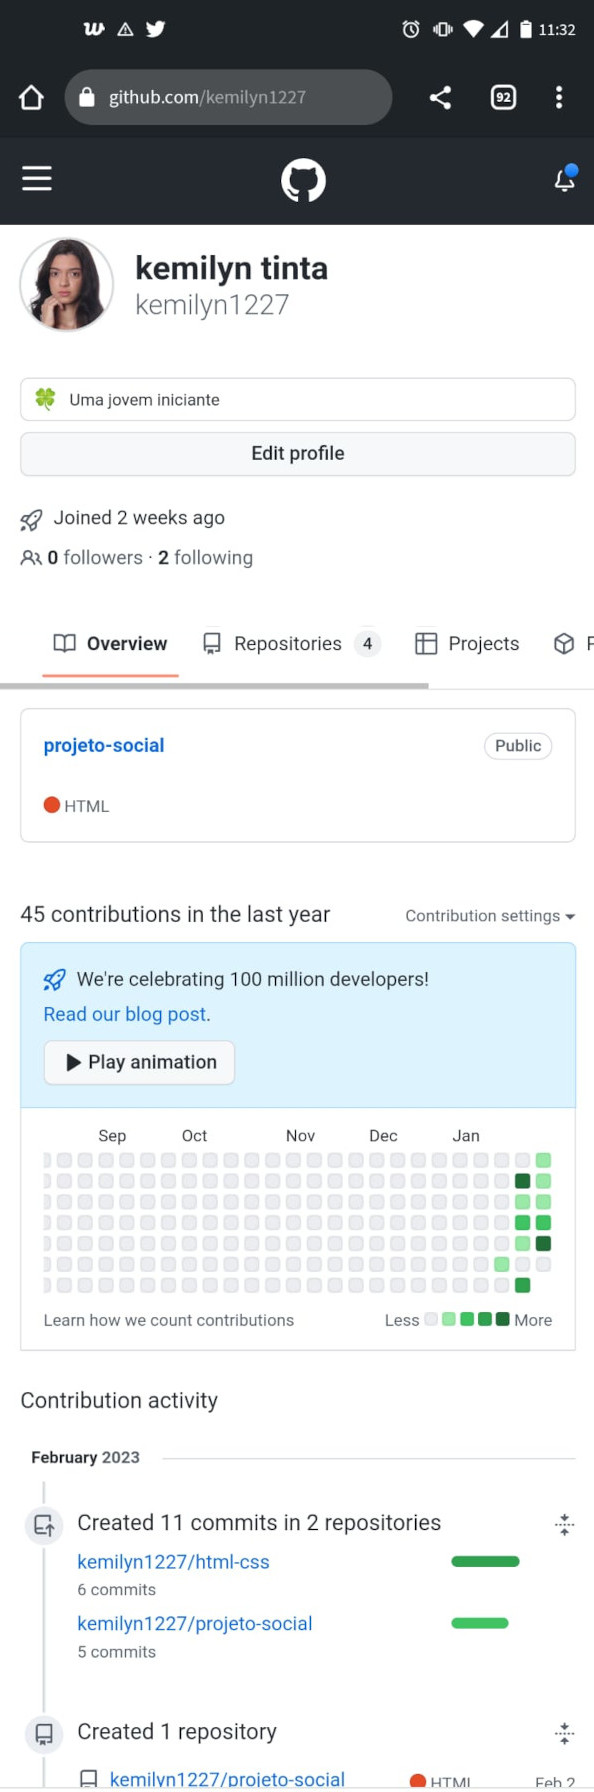 11:32
github.com/kemilyn1227
92
kemilyn tinta
kemilyn1227
Uma jovem iniciante
Edit profile
Joined 2 weeks ago
0 followers · 2 following
Overview Repositories 4 Projects
projeto-social Public
HTML
45 contributions in the last year Contribution settings
We're celebrating 100 million developers!
Read our blog post.
Play animation
Sep Oct Nov Dec Jan
Learn how we count contributions Less More
Contribution activity
February 2023
Created 11 commits in 2 repositories
kemilyn1227/html-css
6 commits
kemilyn1227/projeto-social
5 commits
Created 1 repository
kemilyn1227/projeto-social HTML Feb 2